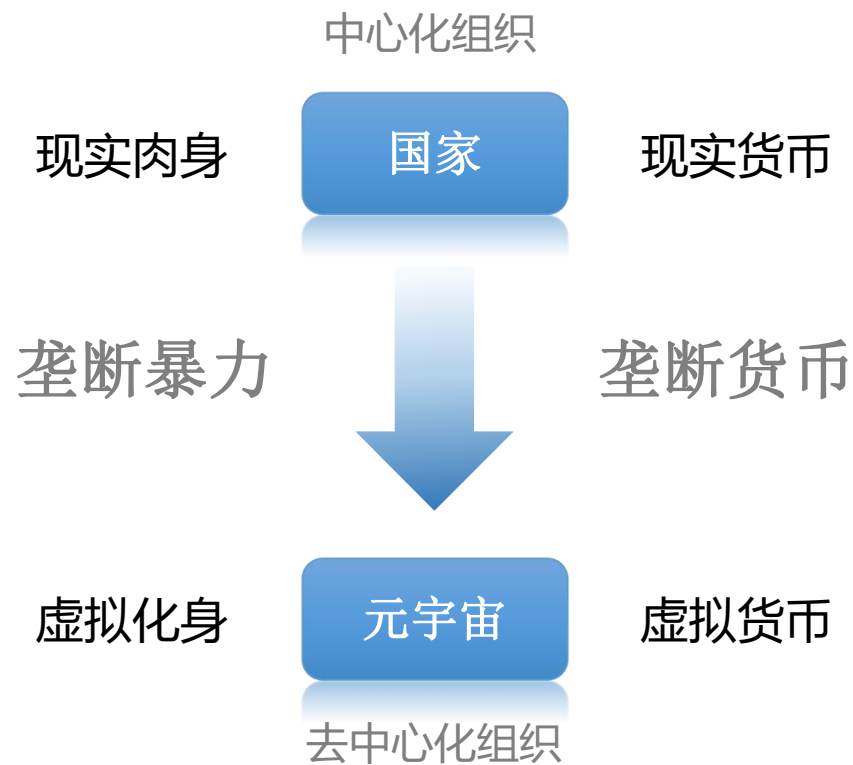 中心化组织
现实肉身 国家 现实货币
垄断暴力 垄断货币
虚拟化身 元宇宙 虚拟货币
去中心化组织